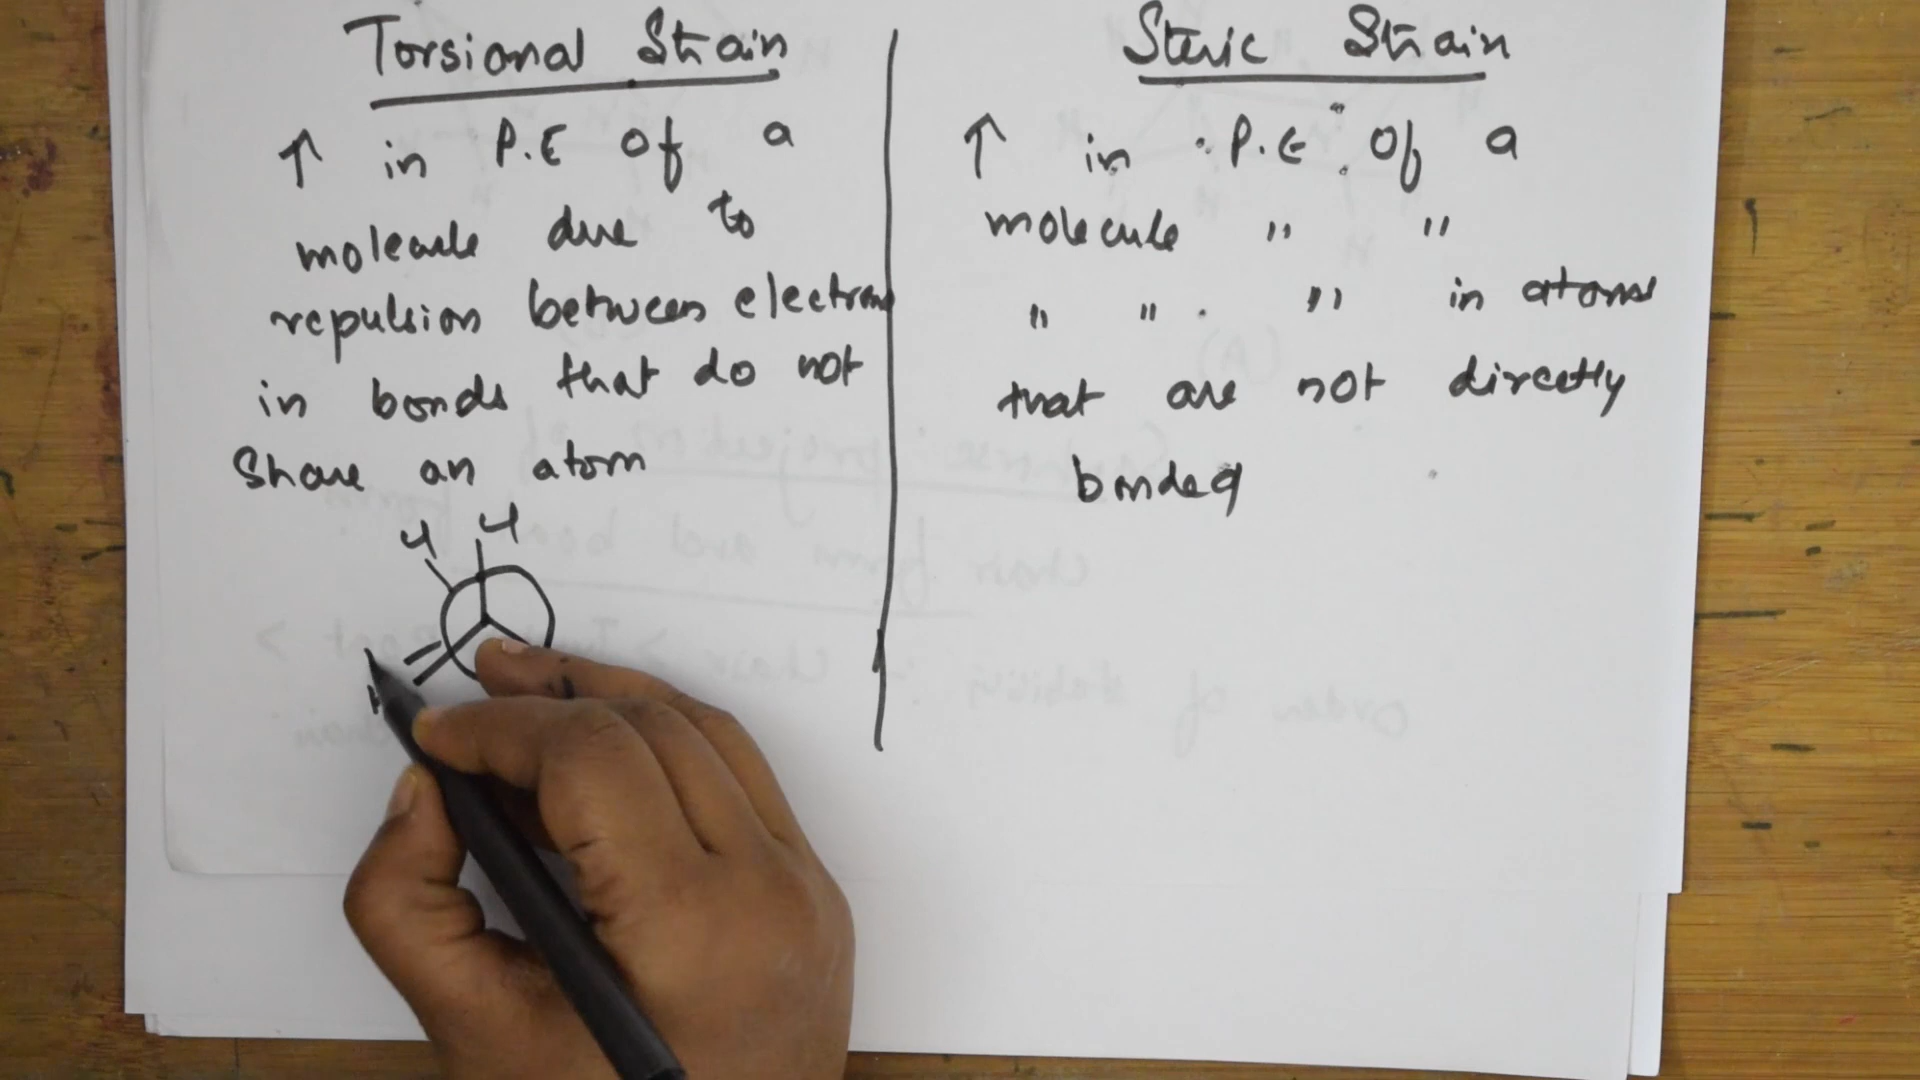 Torsional Strain
↑ in P.E of a
molecule due to
repulsion between electrons
in bonds that do not
Share an atom
H H
H
Steric Strain
↑ in P.E of a
molecule " "
" " " in atoms
that are not directly
bonded